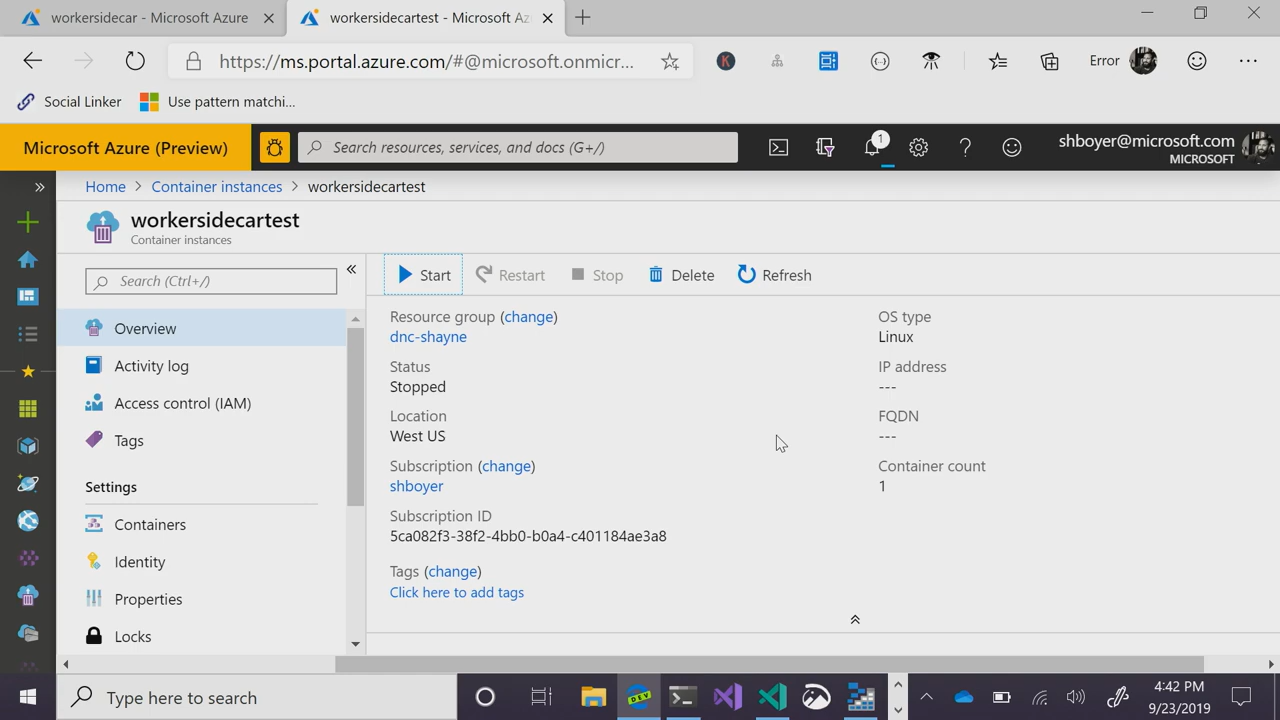 workersidecar - Microsoft Azure
workersidecartest - Microsoft Az
https://ms.portal.azure.com/#@microsoft.onmicr...
K
Error
Social Linker
Use pattern matchi...
Microsoft Azure (Preview)
Search resources, services, and docs (G+/)
1
shboyer@microsoft.com
MICROSOFT
Home > Container instances > workersidecartest
workersidecartest
Container instances
Search (Ctrl+/)
Overview
Activity log
Access control (IAM)
Tags
Settings
Containers
Identity
Properties
Locks
Start
Restart
Stop
Delete
Refresh
Resource group (change)
dnc-shayne
Status
Stopped
Location
West US
Subscription (change)
shboyer
Subscription ID
5ca082f3-38f2-4bb0-b0a4-c401184ae3a8
Tags (change)
Click here to add tags
OS type
Linux
IP address
---
FQDN
---
Container count
1
Type here to search
DEV
4:42 PM
9/23/2019